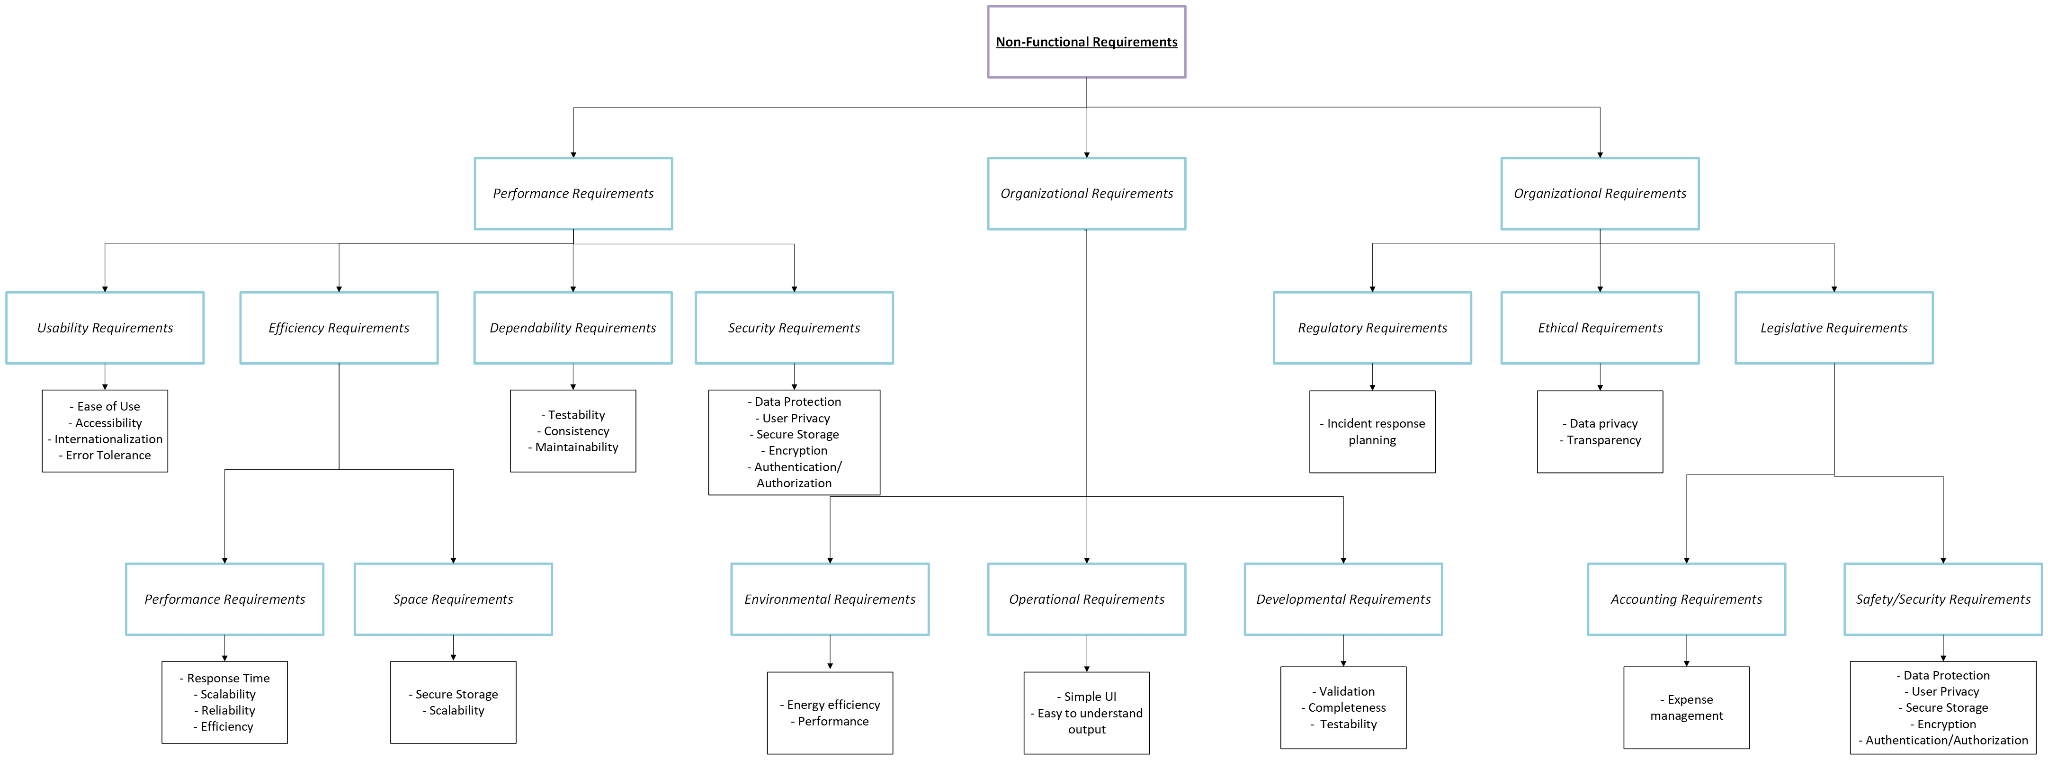 Non-Functional Requirements
Performance Requirements
Organizational Requirements
Organizational Requirements
Usability Requirements
Efficiency Requirements
Dependability Requirements
Security Requirements
Regulatory Requirements
Ethical Requirements
Legislative Requirements
- Ease of Use
- Accessibility
- Internationalization
- Error Tolerance
- Testability
- Consistency
- Maintainability
- Data Protection
- User Privacy
- Secure Storage
- Encryption
- Authentication/
Authorization
- Incident response
planning
- Data privacy
- Transparency
Performance Requirements
Space Requirements
Environmental Requirements
Operational Requirements
Developmental Requirements
Accounting Requirements
Safety/Security Requirements
- Response Time
- Scalability
- Reliability
- Efficiency
- Secure Storage
- Scalability
- Energy efficiency
- Performance
- Simple UI
- Easy to understand
output
- Validation
- Completeness
- Testability
- Expense
management
- Data Protection
- User Privacy
- Secure Storage
- Encryption
- Authentication/Authorization